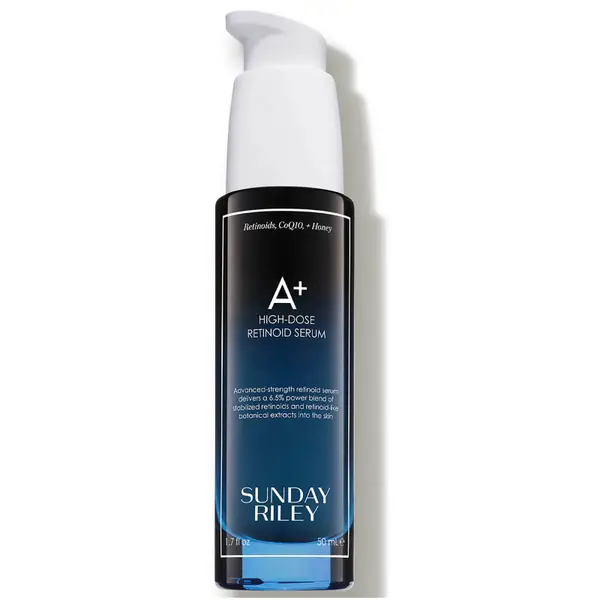 Retinoids, CoQ10, + Honey
A+
HIGH-DOSE
RETINOID SERUM
Advanced-strength retinoid serum
delivers a 6.5% power blend of
stabilized retinoids and retinoid-like
botanical extracts into the skin
SUNDAY
RILEY
1.7 fl oz 50 mL e